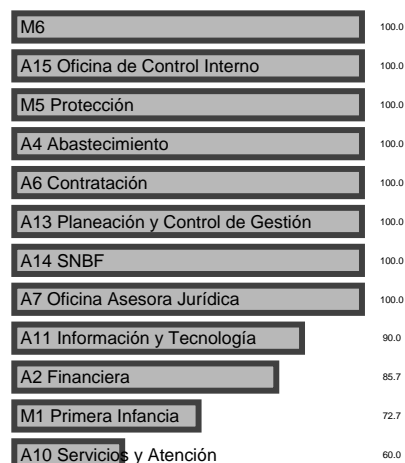 M6 100.0
A15 Oficina de Control Interno 100.0
M5 Protección 100.0
A4 Abastecimiento 100.0
A6 Contratación 100.0
A13 Planeación y Control de Gestión 100.0
A14 SNBF 100.0
A7 Oficina Asesora Jurídica 100.0
A11 Información y Tecnología 90.0
A2 Financiera 85.7
M1 Primera Infancia 72.7
A10 Servicios y Atención 60.0